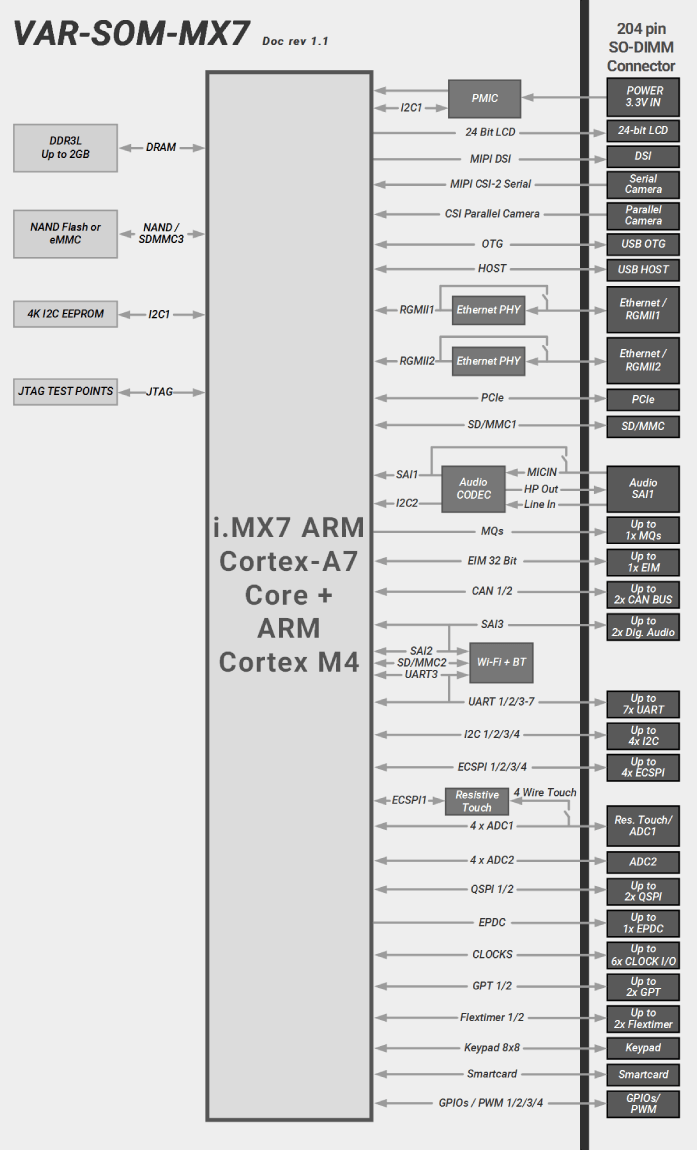 VAR-SOM-MX7 Doc rev 1.1
204 pin
SO-DIMM
Connector
DDR3L
Up to 2GB
DRAM
NAND Flash or
eMMC
NAND /
SDMMC3
4K I2C EEPROM
I2C1
JTAG TEST POINTS
JTAG
i.MX7 ARM
Cortex-A7
Core +
ARM
Cortex M4
I2C1
PMIC
POWER
3.3V IN
24 Bit LCD
24-bit LCD
MIPI DSI
DSI
MIPI CSI-2 Serial
Serial
Camera
CSI Parallel Camera
Parallel
Camera
OTG
USB OTG
HOST
USB HOST
RGMII1
Ethernet PHY
Ethernet /
RGMII1
RGMII2
Ethernet PHY
Ethernet /
RGMII2
PCIe
PCIe
SD/MMC1
SD/MMC
SAI1
I2C2
Audio
CODEC
MICIN
HP Out
Line In
Audio
SAI1
MQs
Up to
1x MQs
EIM 32 Bit
Up to
1x EIM
CAN 1/2
Up to
2x CAN BUS
SAI3
Up to
2x Dig. Audio
SAI2
SD/MMC2
UART3
Wi-Fi + BT
UART 1/2/3-7
Up to
7x UART
I2C 1/2/3/4
Up to
4x I2C
ECSPI 1/2/3/4
Up to
4x ECSPI
ECSPI1
Resistive
Touch
4 Wire Touch
4 x ADC1
Res. Touch/
ADC1
4 x ADC2
ADC2
QSPI 1/2
Up to
2x QSPI
EPDC
Up to
1x EPDC
CLOCKS
Up to
6x CLOCK I/O
GPT 1/2
Up to
2x GPT
Flextimer 1/2
Up to
2x Flextimer
Keypad 8x8
Keypad
Smartcard
Smartcard
GPIOs / PWM 1/2/3/4
GPIOs/
PWM